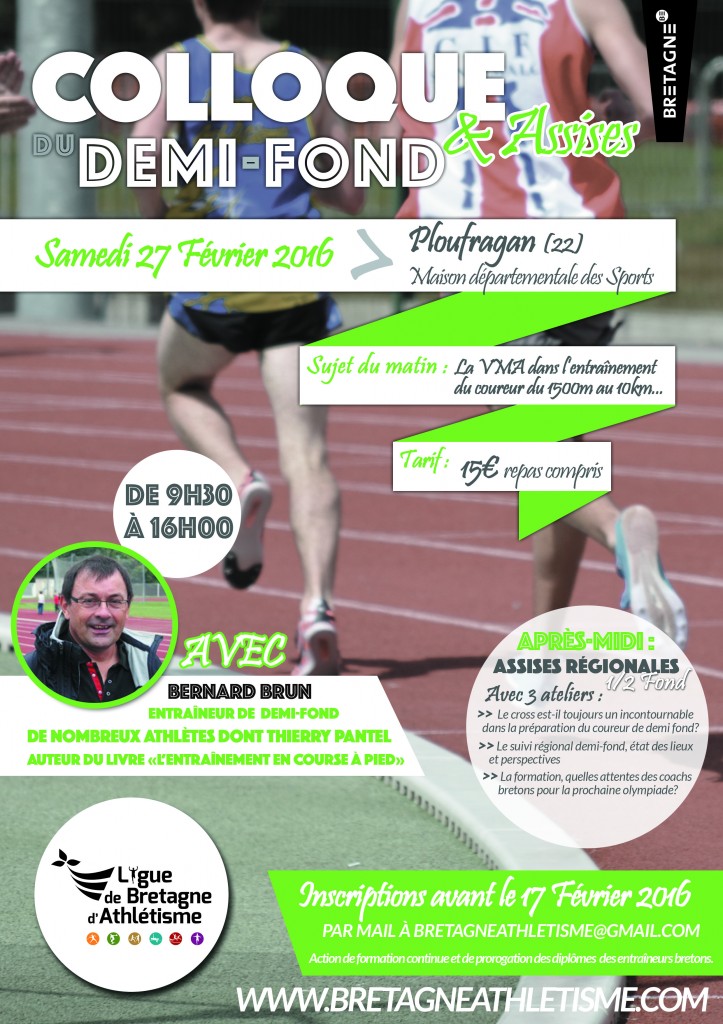 COLLOQUE
& Assises
DU DEMI-FOND
BRETAGNE
BZH
C.I.F
Samedi 27 Février 2016 > Ploufragan (22)
Maison départementale des Sports
Sujet du matin : La VMA dans l'entraînement
du coureur du 1500m au 10km...
Tarif : 15€ repas compris
DE 9H30
À 16H00
AVEC
BERNARD BRUN
ENTRAÎNEUR DE DEMI-FOND
DE NOMBREUX ATHLÈTES DONT THIERRY PANTEL
AUTEUR DU LIVRE «L'ENTRAÎNEMENT EN COURSE À PIED»
APRÈS-MIDI :
ASSISES RÉGIONALES
1/2 Fond
Avec 3 ateliers :
>> Le cross est-il toujours un incontournable
dans la préparation du coureur de demi fond?
>> Le suivi régional demi-fond, état des lieux
et perspectives
>> La formation, quelles attentes des coachs
bretons pour la prochaine olympiade?
Ligue
de Bretagne
d'Athlétisme
Inscriptions avant le 17 Février 2016
PAR MAIL À BRETAGNEATHLETISME@GMAIL.COM
Action de formation continue et de prorogation des diplômes des entraîneurs bretons.
WWW.BRETAGNEATHLETISME.COM